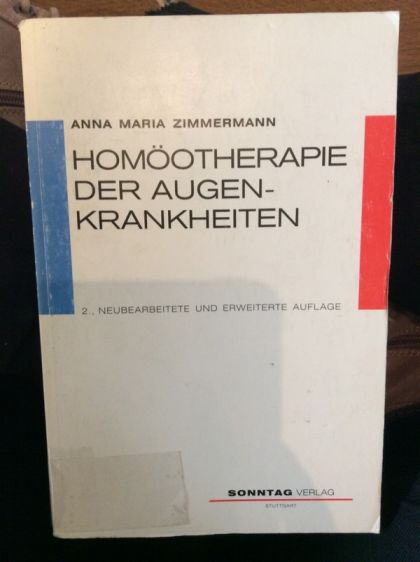 ANNA MARIA ZIMMERMANN
HOMÖOTHERAPIE
DER AUGEN-
KRANKHEITEN
2., NEUBEARBEITETE UND ERWEITERTE AUFLAGE
SONNTAG VERLAG
STUTTGART